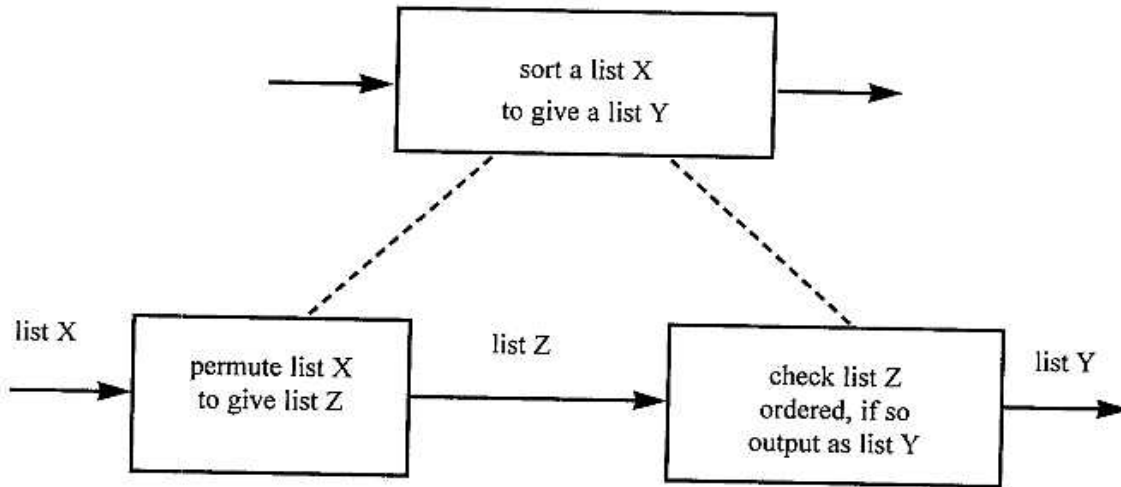 sort a list X
to give a list Y
list X
permute list X
to give list Z
list Z
check list Z
ordered, if so
output as list Y
list Y